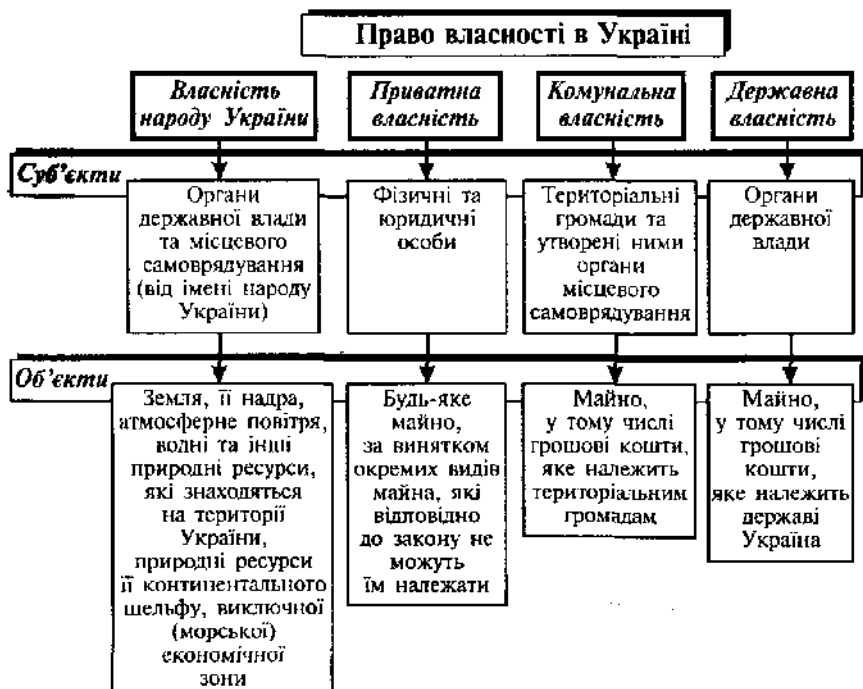 Право власності в Україні
Власність
народу України
Приватна
власність
Комунальна
власність
Державна
власність
Суб’єкти
Органи
державної влади
та місцевого
самоврядування
(від імені народу
України)
Фізичні та
юридичні
особи
Територіальні
громади та
утворені ними
органи
місцевого
самоврядування
Органи
державної
влади
Об’єкти
Земля, її надра,
атмосферне повітря,
водні та інші
природні ресурси,
які знаходяться
на території
України,
природні ресурси
її континентального
шельфу, виключної
(морської)
економічної
зони
Будь-яке
майно,
за винятком
окремих видів
майна, які
відповідно
до закону не
можуть
їм належати
Майно,
у тому числі
грошові кошти,
яке належить
територіальним
громадам
Майно,
у тому числі
грошові
кошти,
яке належить
державі
Україна